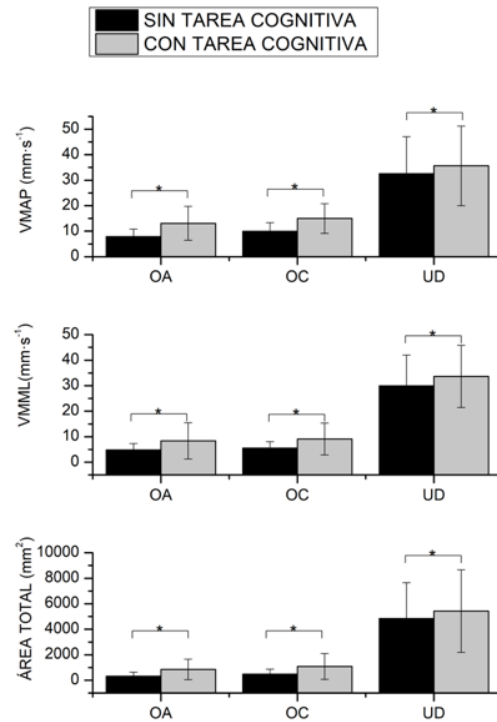 SIN TAREA COGNITIVA
CON TAREA COGNITIVA
VMAP (mm·s⁻¹)
50
40
30
20
10
0
*
*
*
OA
OC
UD
VMML(mm·s⁻¹)
50
40
30
20
10
0
*
*
*
OA
OC
UD
ÁREA TOTAL (mm²)
10000
8000
6000
4000
2000
0
*
*
*
OA
OC
UD